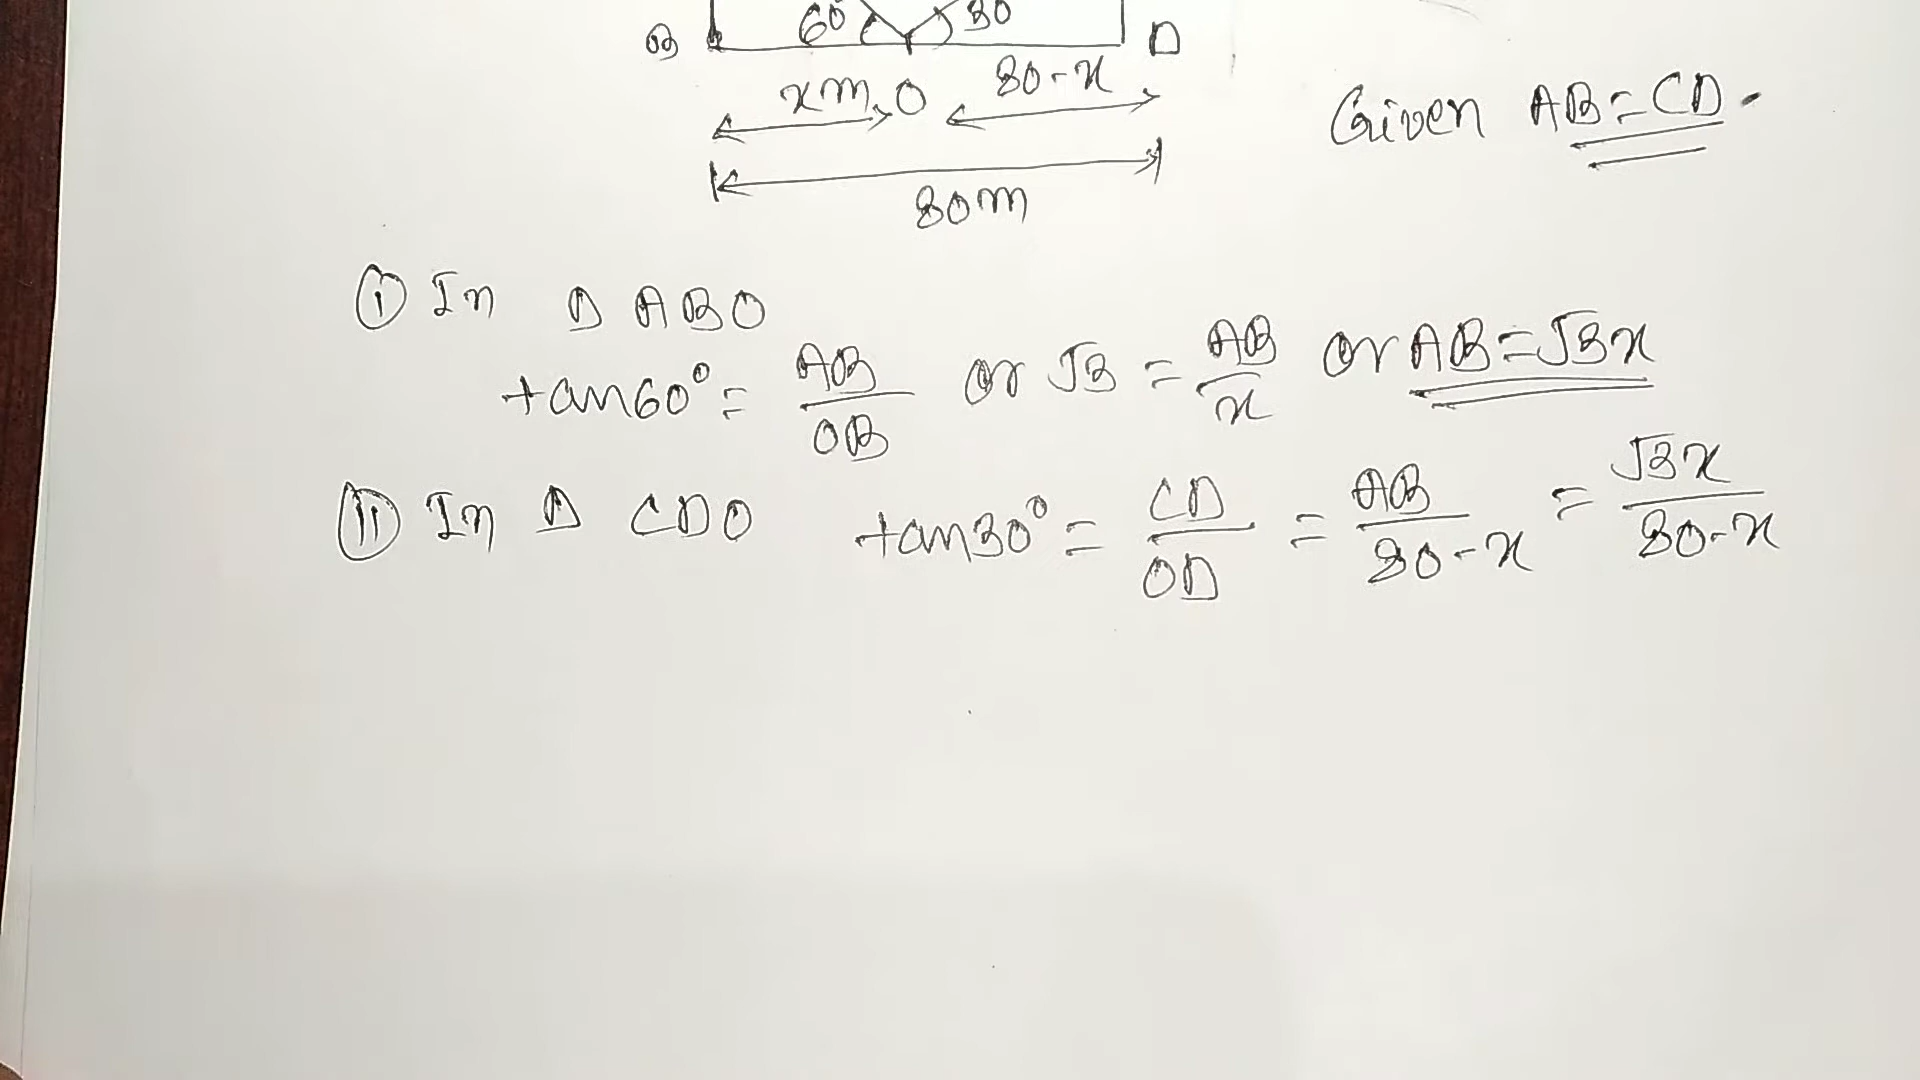 60 30
B D
xm O 80-x
Given AB=CD.
80m
(i) In Δ ABO
tan60°= AB/OB or √3 = AB/x or AB=√3x
(ii) In Δ CDO tan30°= CD/OD = AB/80-x = √3x/80-x